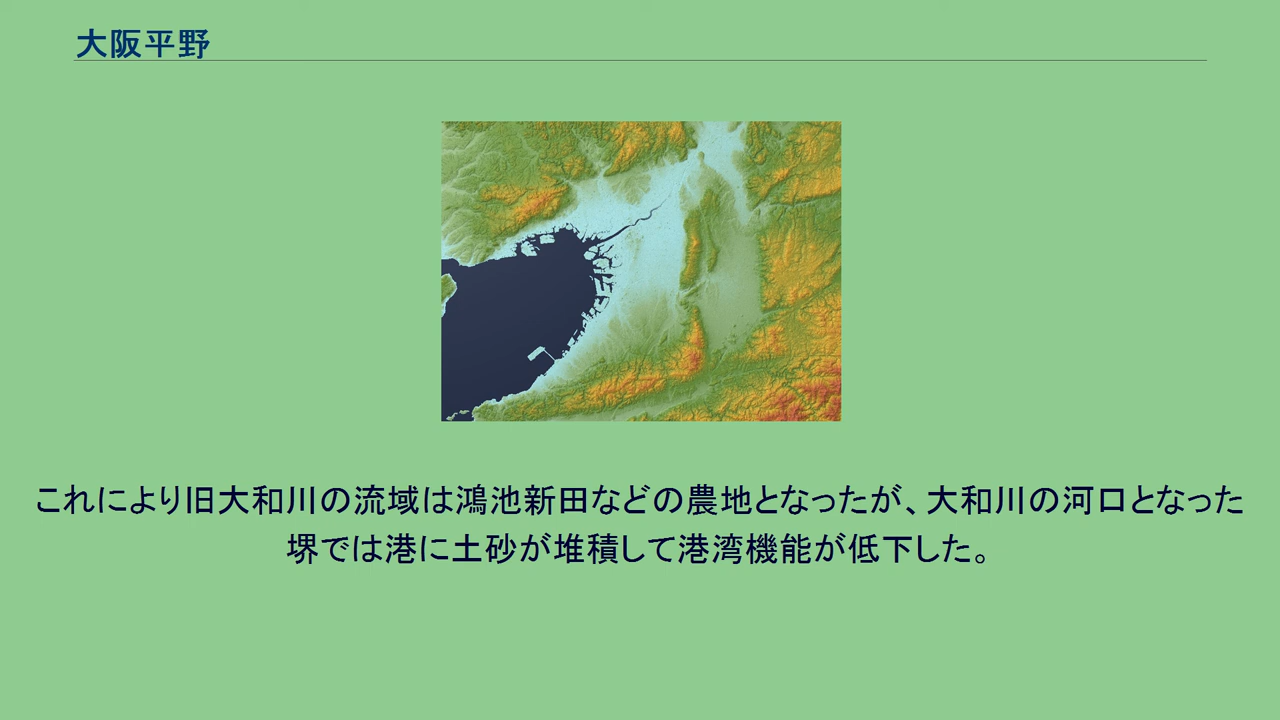 大阪平野
これにより旧大和川の流域は鴻池新田などの農地となったが、大和川の河口となった
堺では港に土砂が堆積して港湾機能が低下した。